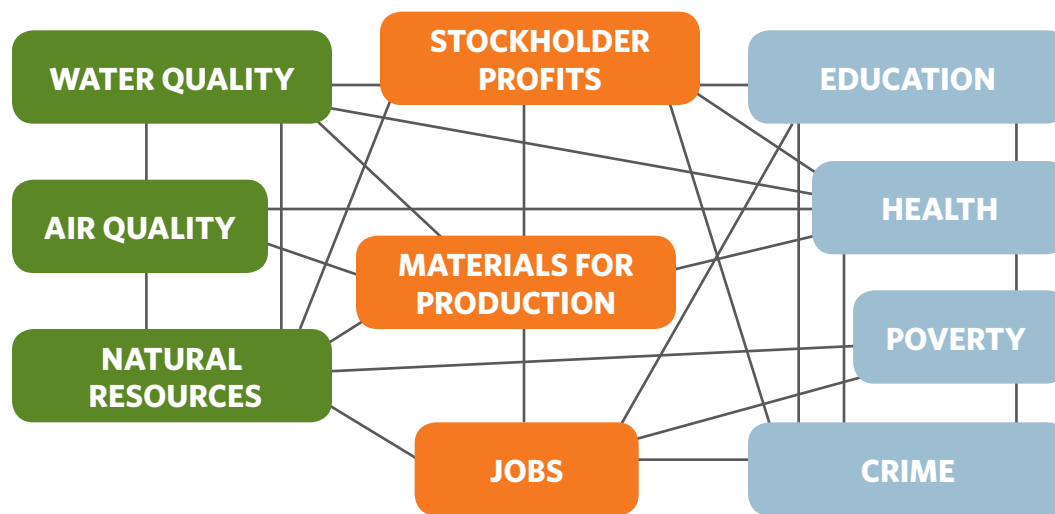 WATER QUALITY
STOCKHOLDER
PROFITS
EDUCATION
AIR QUALITY
HEALTH
MATERIALS FOR
PRODUCTION
NATURAL
RESOURCES
POVERTY
JOBS
CRIME